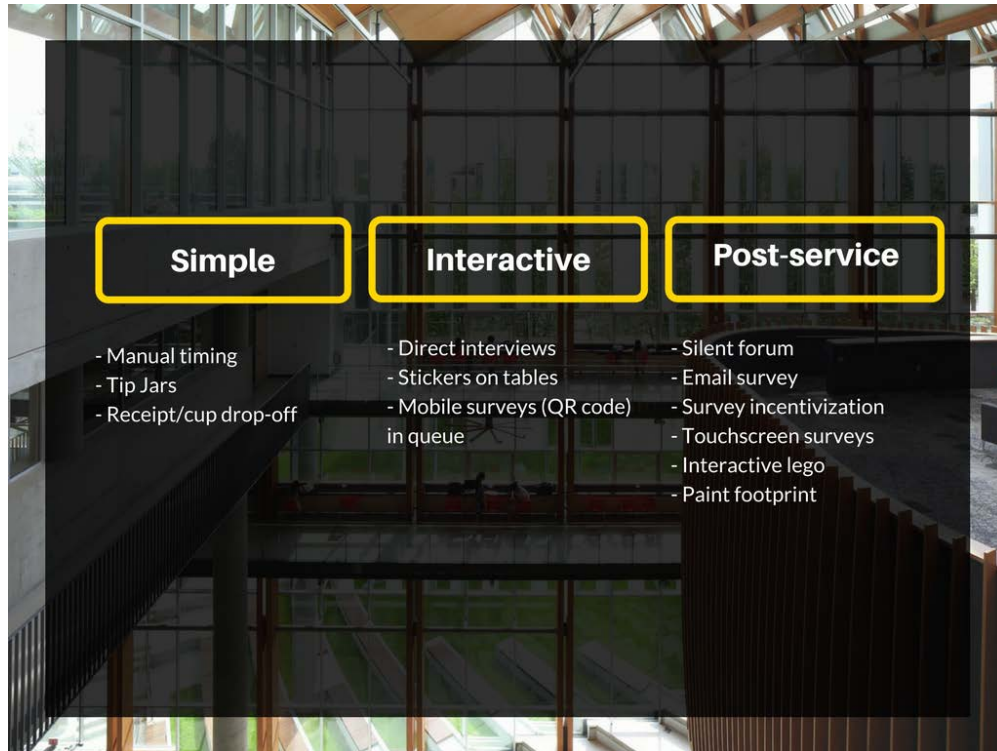 Simple
- Manual timing
- Tip Jars
- Receipt/cup drop-off
Interactive
- Direct interviews
- Stickers on tables
- Mobile surveys (QR code)
in queue
Post-service
- Silent forum
- Email survey
- Survey incentivization
- Touchscreen surveys
- Interactive lego
- Paint footprint